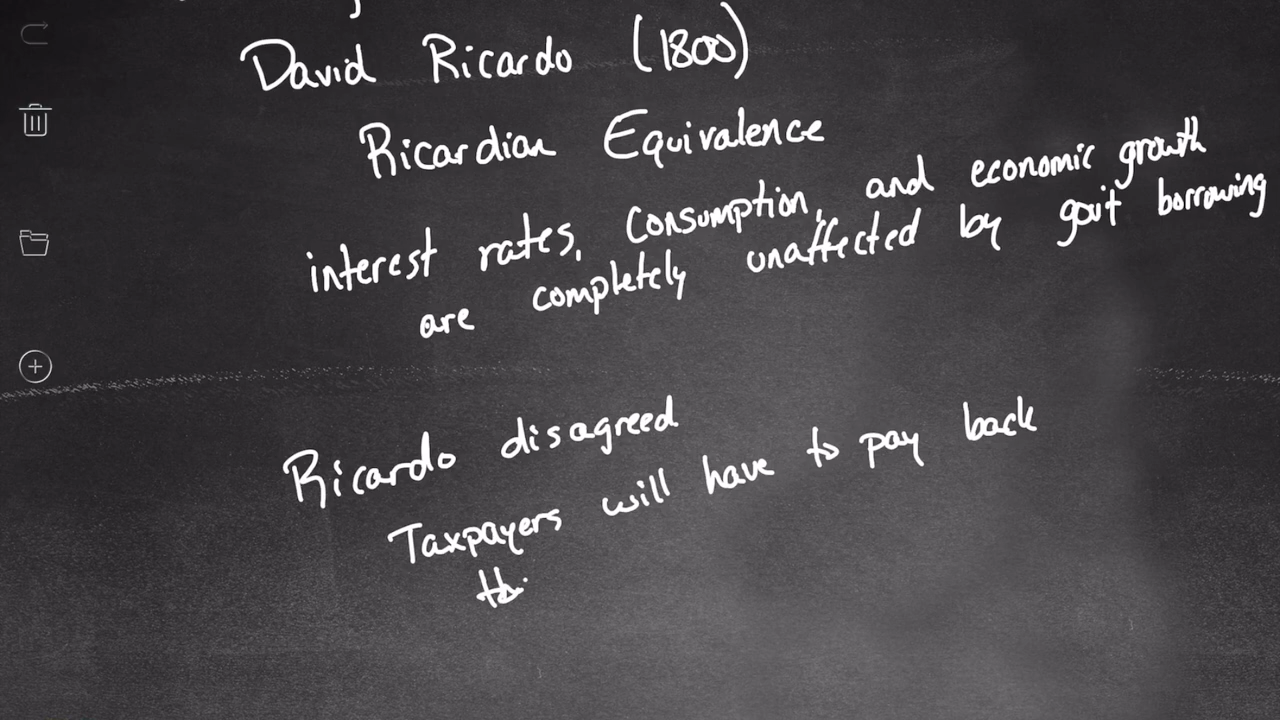 David Ricardo (1800)
Ricardian Equivalence
interest rates, consumption, and economic growth
are completely unaffected by gov't borrowing
Ricardo disagreed
Taxpayers will have to pay back